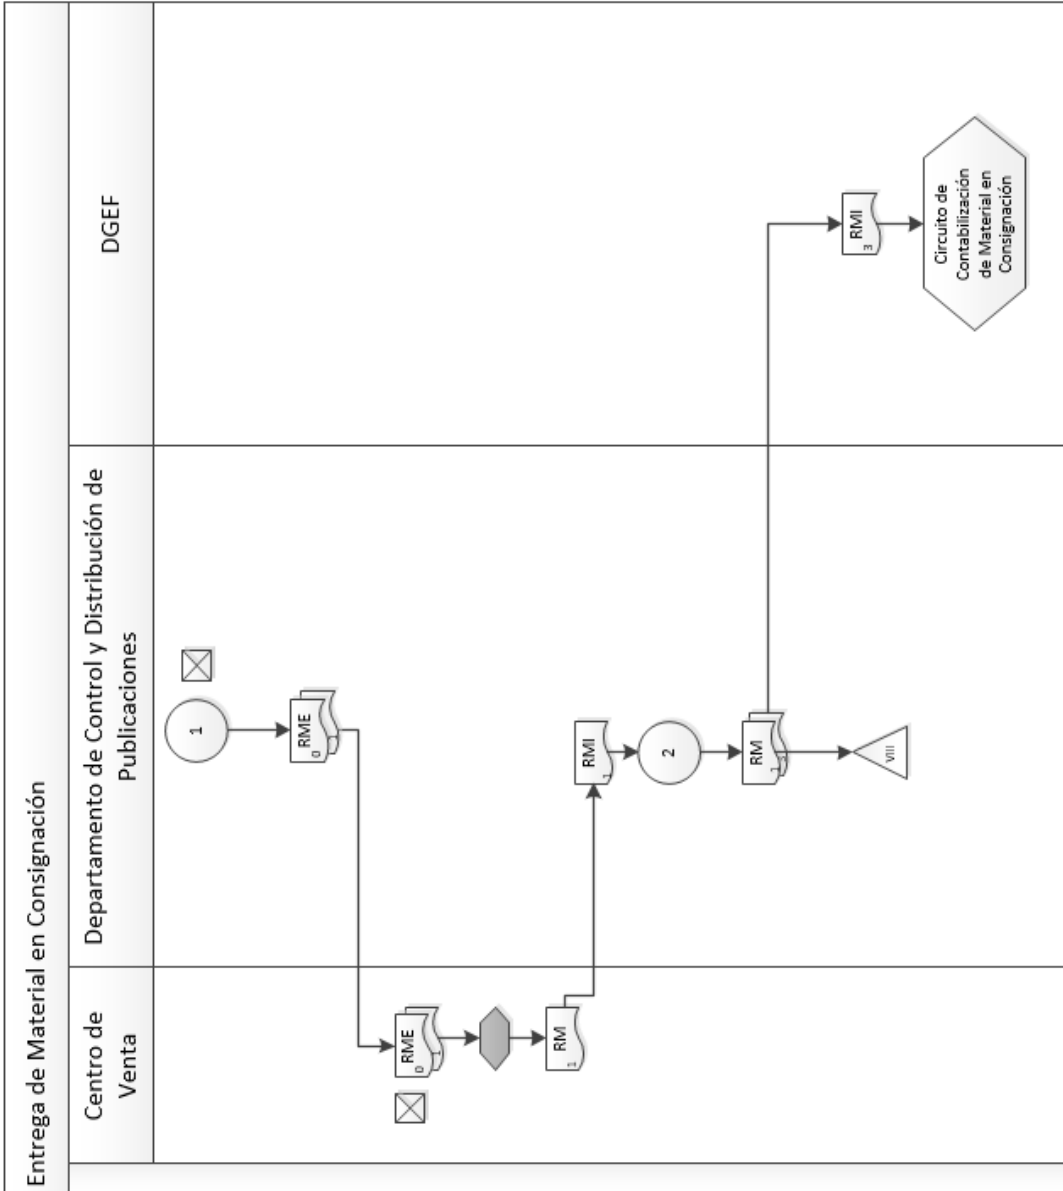 Entrega de Material en Consignación
Centro de
Venta
Departamento de Control y Distribución de
Publicaciones
DGEF
1
RME
0
1
RME
0
1
RM
1
RMI
1
2
RM
1
VIII
RMI
3
Circuito de
Contabilización
de Material en
Consignación